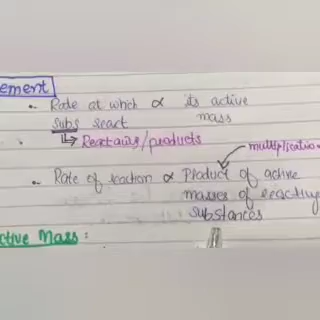 ement
Rate at which ∝ its active
subs react mass
↳ Reactants/products
multiplication
Rate of reaction ∝ Product of active
masses of reacting
substances
ctive Mass: